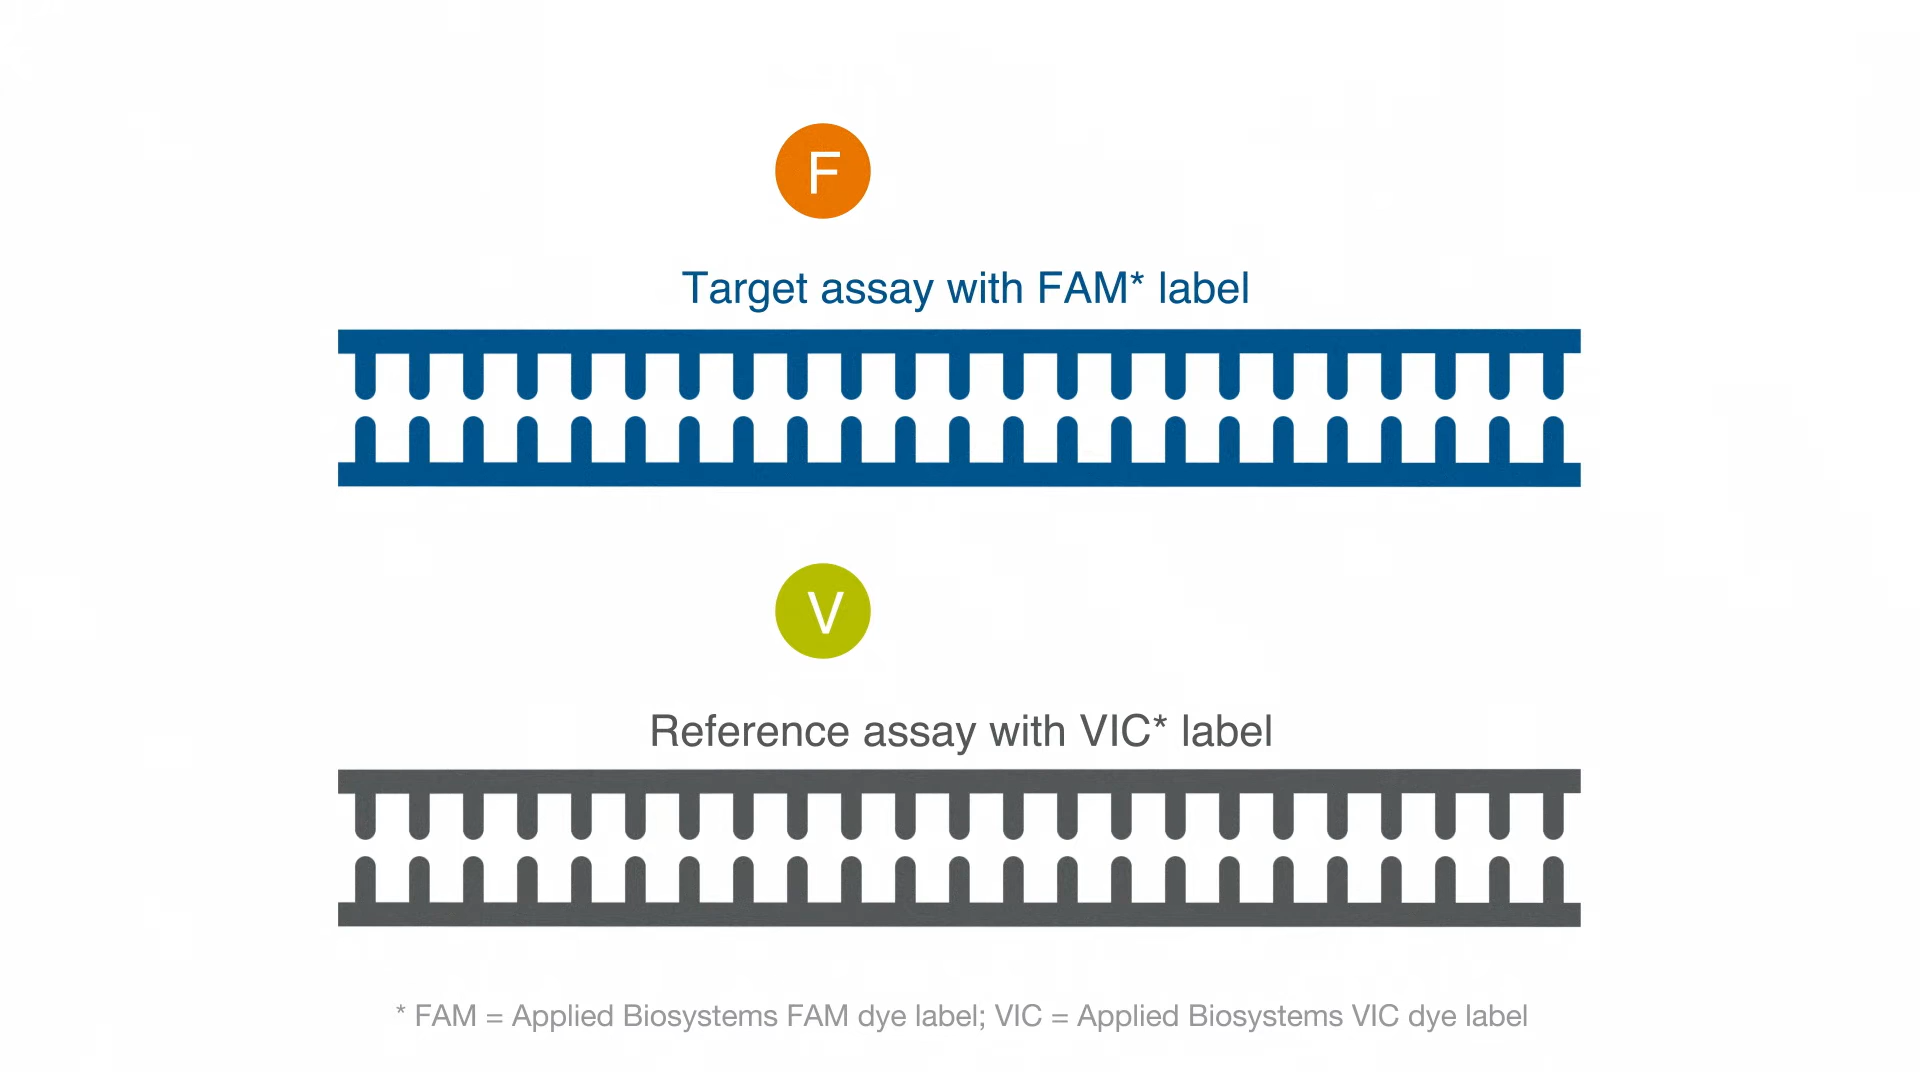 F
Target assay with FAM* label
V
Reference assay with VIC* label
* FAM = Applied Biosystems FAM dye label; VIC = Applied Biosystems VIC dye label